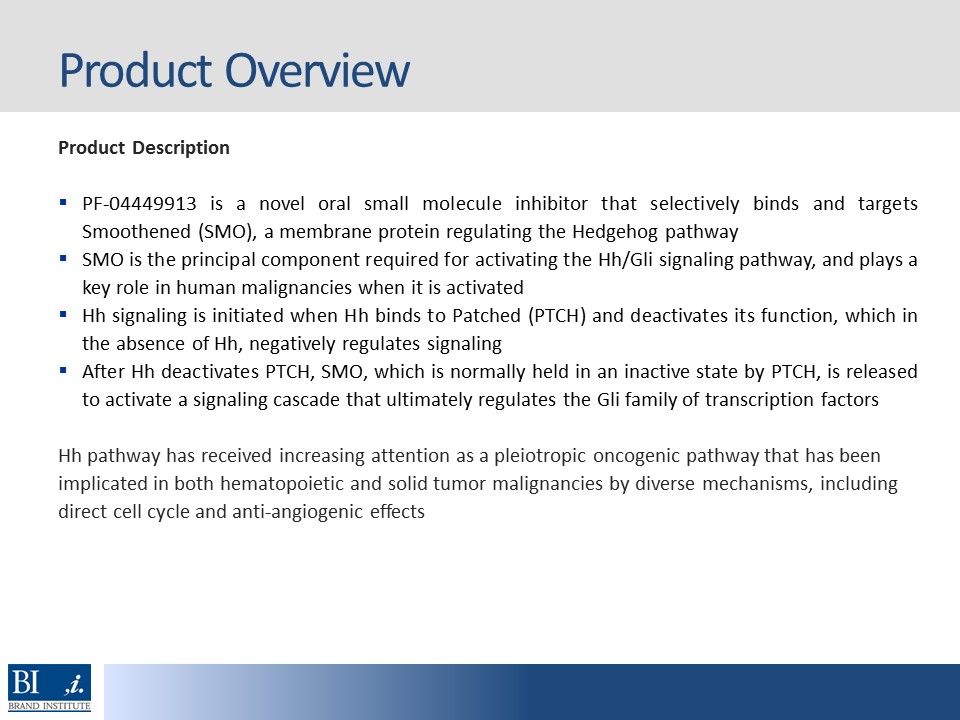 Product Overview
Product Description
▪ PF-04449913 is a novel oral small molecule inhibitor that selectively binds and targets
Smoothened (SMO), a membrane protein regulating the Hedgehog pathway
▪ SMO is the principal component required for activating the Hh/Gli signaling pathway, and plays a
key role in human malignancies when it is activated
▪ Hh signaling is initiated when Hh binds to Patched (PTCH) and deactivates its function, which in
the absence of Hh, negatively regulates signaling
▪ After Hh deactivates PTCH, SMO, which is normally held in an inactive state by PTCH, is released
to activate a signaling cascade that ultimately regulates the Gli family of transcription factors
Hh pathway has received increasing attention as a pleiotropic oncogenic pathway that has been
implicated in both hematopoietic and solid tumor malignancies by diverse mechanisms, including
direct cell cycle and anti-angiogenic effects
BI ,i.
BRAND INSTITUTE